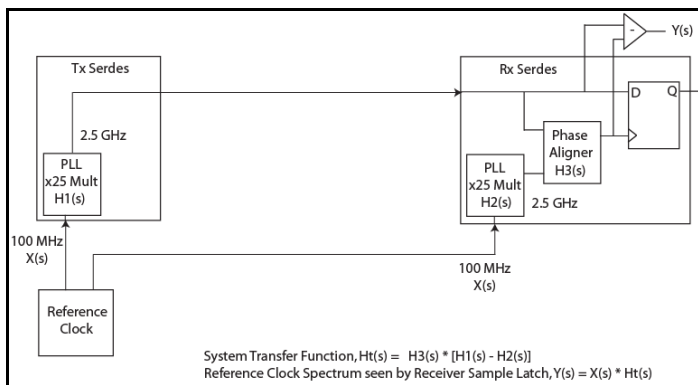 Tx Serdes
2.5 GHz
PLL
x25 Mult
H1(s)
100 MHz
X(s)
Reference
Clock
Rx Serdes
- Y(s)
D Q
Phase
Aligner
H3(s)
PLL
x25 Mult
H2(s)
2.5 GHz
100 MHz
X(s)
System Transfer Function, Ht(s) = H3(s) * [H1(s) - H2(s)]
Reference Clock Spectrum seen by Receiver Sample Latch, Y(s) = X(s) * Ht(s)